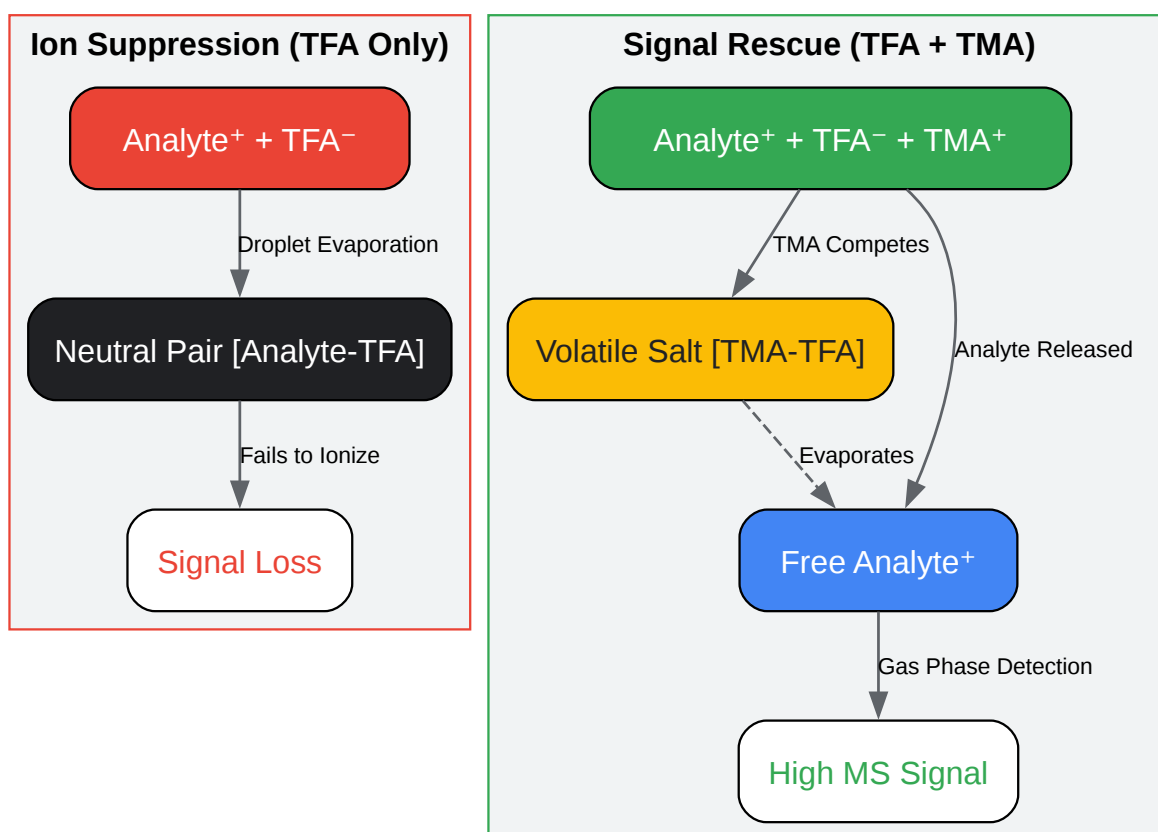 Ion Suppression (TFA Only)
Analyte⁺ + TFA⁻
Droplet Evaporation
Neutral Pair [Analyte-TFA]
Fails to Ionize
Signal Loss
Signal Rescue (TFA + TMA)
Analyte⁺ + TFA⁻ + TMA⁺
TMA Competes
Volatile Salt [TMA-TFA]
Analyte Released
Evaporates
Free Analyte⁺
Gas Phase Detection
High MS Signal